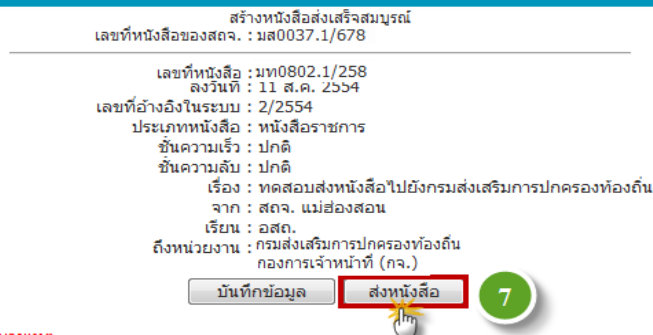 สร้างหนังสือส่งเสร็จสมบูรณ์
เลขที่หนังสือของสถจ. : มส0037.1/678
เลขที่หนังสือ : มท0802.1/258
ลงวันที่ : 11 ส.ค. 2554
เลขที่อ้างอิงในระบบ : 2/2554
ประเภทหนังสือ : หนังสือราชการ
ชั้นความเร็ว : ปกติ
ชั้นความลับ : ปกติ
เรื่อง : ทดสอบส่งหนังสือไปยังกรมส่งเสริมการปกครองท้องถิ่น
จาก : สถจ. แม่ฮ่องสอน
เรียน : อสถ.
ถึงหน่วยงาน : กรมส่งเสริมการปกครองท้องถิ่น
กองการเจ้าหน้าที่ (กจ.)
บันทึกข้อมูล ส่งหนังสือ 7